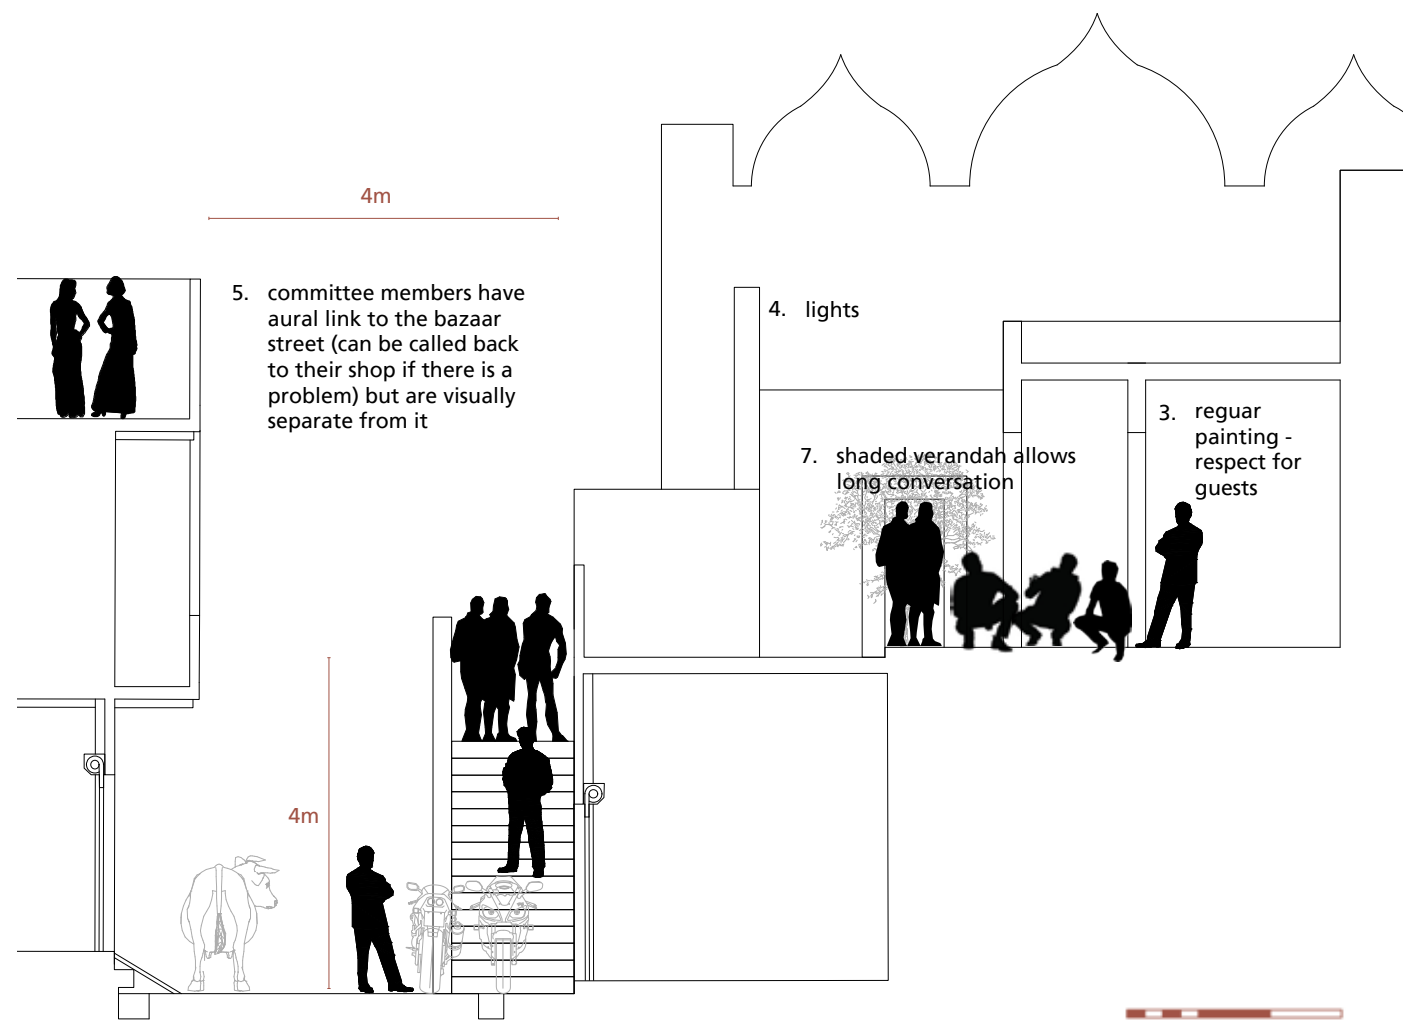 4m
5. committee members have
aural link to the bazaar
street (can be called back
to their shop if there is a
problem) but are visually
separate from it
4. lights
3. reguar
painting -
respect for
guests
7. shaded verandah allows
long conversation
4m